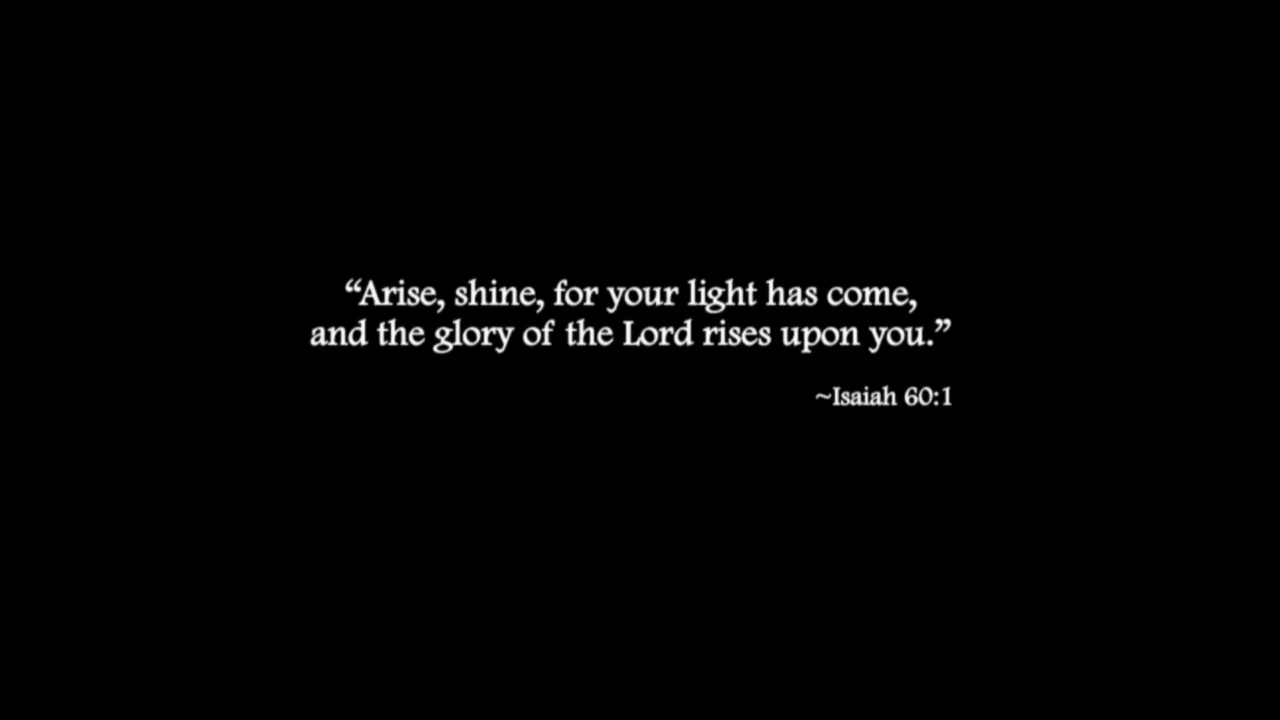 “Arise, shine, for your light has come,
and the glory of the Lord rises upon you.”
~Isaiah 60:1